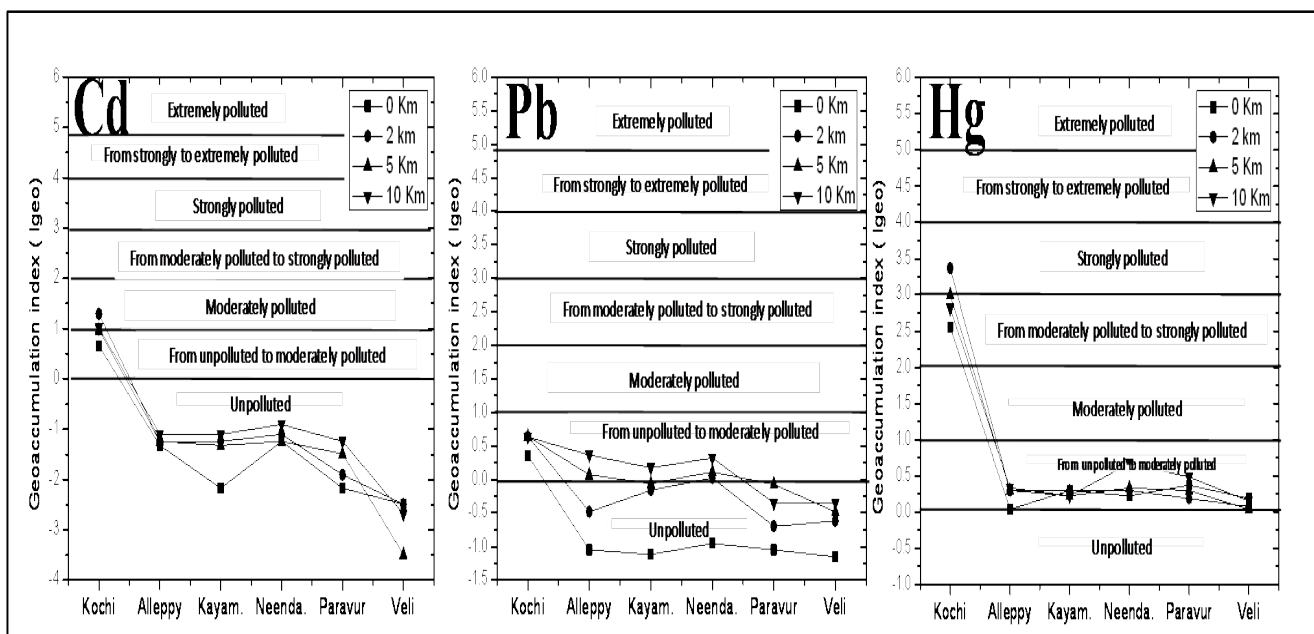 Cd
Geoaccumulation index ( Igeo)
6
5
4
3
2
1
0
-1
-2
-3
-4
Extremely polluted
From strongly to extremely polluted
Strongly polluted
From moderately polluted to strongly polluted
Moderately polluted
From unpolluted to moderately polluted
Unpolluted
0 Km
2 km
5 Km
10 Km
Kochi Alleppy Kayam. Neenda. Paravur Veli
Pb
Geoaccumulation index ( Igeo)
6.0
5.5
5.0
4.5
4.0
3.5
3.0
2.5
2.0
1.5
1.0
0.5
0.0
-0.5
-1.0
-1.5
Extremely polluted
From strongly to extremely polluted
Strongly polluted
From moderately polluted to strongly polluted
Moderately polluted
From unpolluted to moderately polluted
Unpolluted
0 Km
2 km
5 Km
10 Km
Kochi Alleppy Kayam. Neenda. Paravur Veli
Hg
Geoaccumulation index ( Igeo)
6.0
5.5
5.0
4.5
4.0
3.5
3.0
2.5
2.0
1.5
1.0
0.5
0.0
-0.5
-1.0
Extremely polluted
From strongly to extremely polluted
Strongly polluted
From moderately polluted to strongly polluted
Moderately polluted
From unpolluted to moderately polluted
Unpolluted
0 Km
2 km
5 Km
10 Km
Kochi Alleppy Kayam. Neenda. Paravur Veli